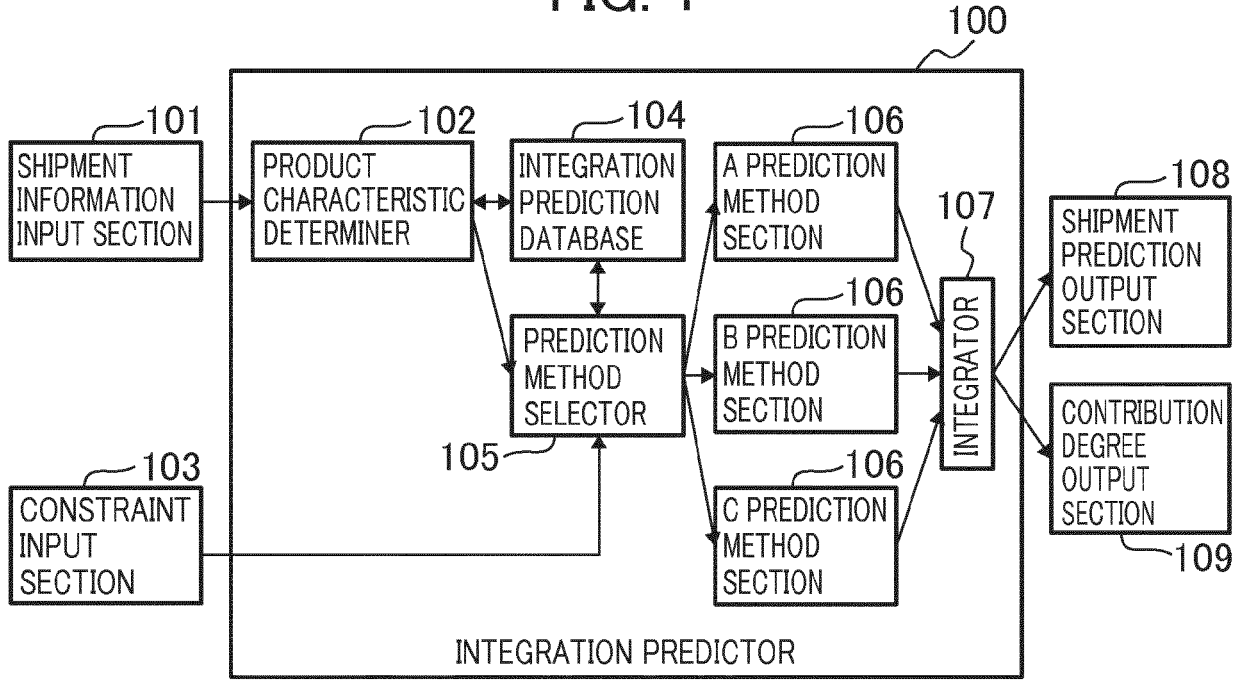 100
101
SHIPMENT
INFORMATION
INPUT SECTION
102
PRODUCT
CHARACTERISTIC
DETERMINER
104
INTEGRATION
PREDICTION
DATABASE
106
A PREDICTION
METHOD
SECTION
107
INTEGRATOR
108
SHIPMENT
PREDICTION
OUTPUT
SECTION
PREDICTION
METHOD
SELECTOR
105
106
B PREDICTION
METHOD
SECTION
CONTRIBUTION
DEGREE
OUTPUT
SECTION
109
103
CONSTRAINT
INPUT
SECTION
106
C PREDICTION
METHOD
SECTION
INTEGRATION PREDICTOR